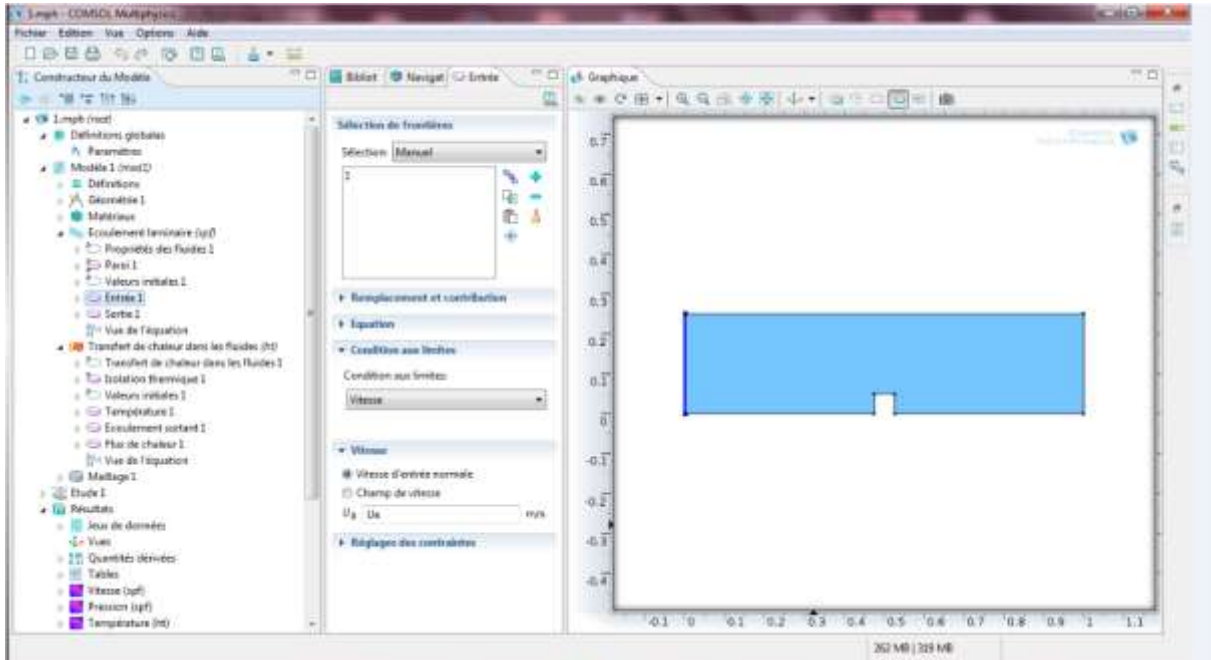 1.mph - COMSOL Multiphysics
Fichier Edition Vue Options Aide
Constructeur du Modèle
1.mph (root)
Définitions globales
Paramètres
Modèle 1 (mod1)
Définitions
Géométrie 1
Matériaux
Ecoulement laminaire (spf)
Propriétés des fluides 1
Paroi 1
Valeurs initiales 1
Entrée 1
Sortie 1
Vue de l'équation
Transfert de chaleur dans les fluides (ht)
Transfert de chaleur dans les fluides 1
Isolation thermique 1
Valeurs initiales 1
Température 1
Ecoulement sortant 1
Flux de chaleur 1
Vue de l'équation
Maillage 1
Etude 1
Résultats
Jeux de données
Vues
Quantités dérivées
Tables
Vitesse (spf)
Pression (spf)
Température (ht)
Bibliot Navigat Entrée
Sélection de frontières
Sélection: Manuel
1
Remplacement et contribution
Equation
Condition aux limites
Condition aux limites:
Vitesse
Vitesse
Vitesse d'entrée normale
Champ de vitesse
U₀ Ue m/s
Réglages des contraintes
Graphique
0.7
0.6
0.5
0.4
0.3
0.2
0.1
0
-0.1
-0.2
-0.3
-0.4
-0.1 0 0.1 0.2 0.3 0.4 0.5 0.6 0.7 0.8 0.9 1 1.1
262 MB | 319 MB